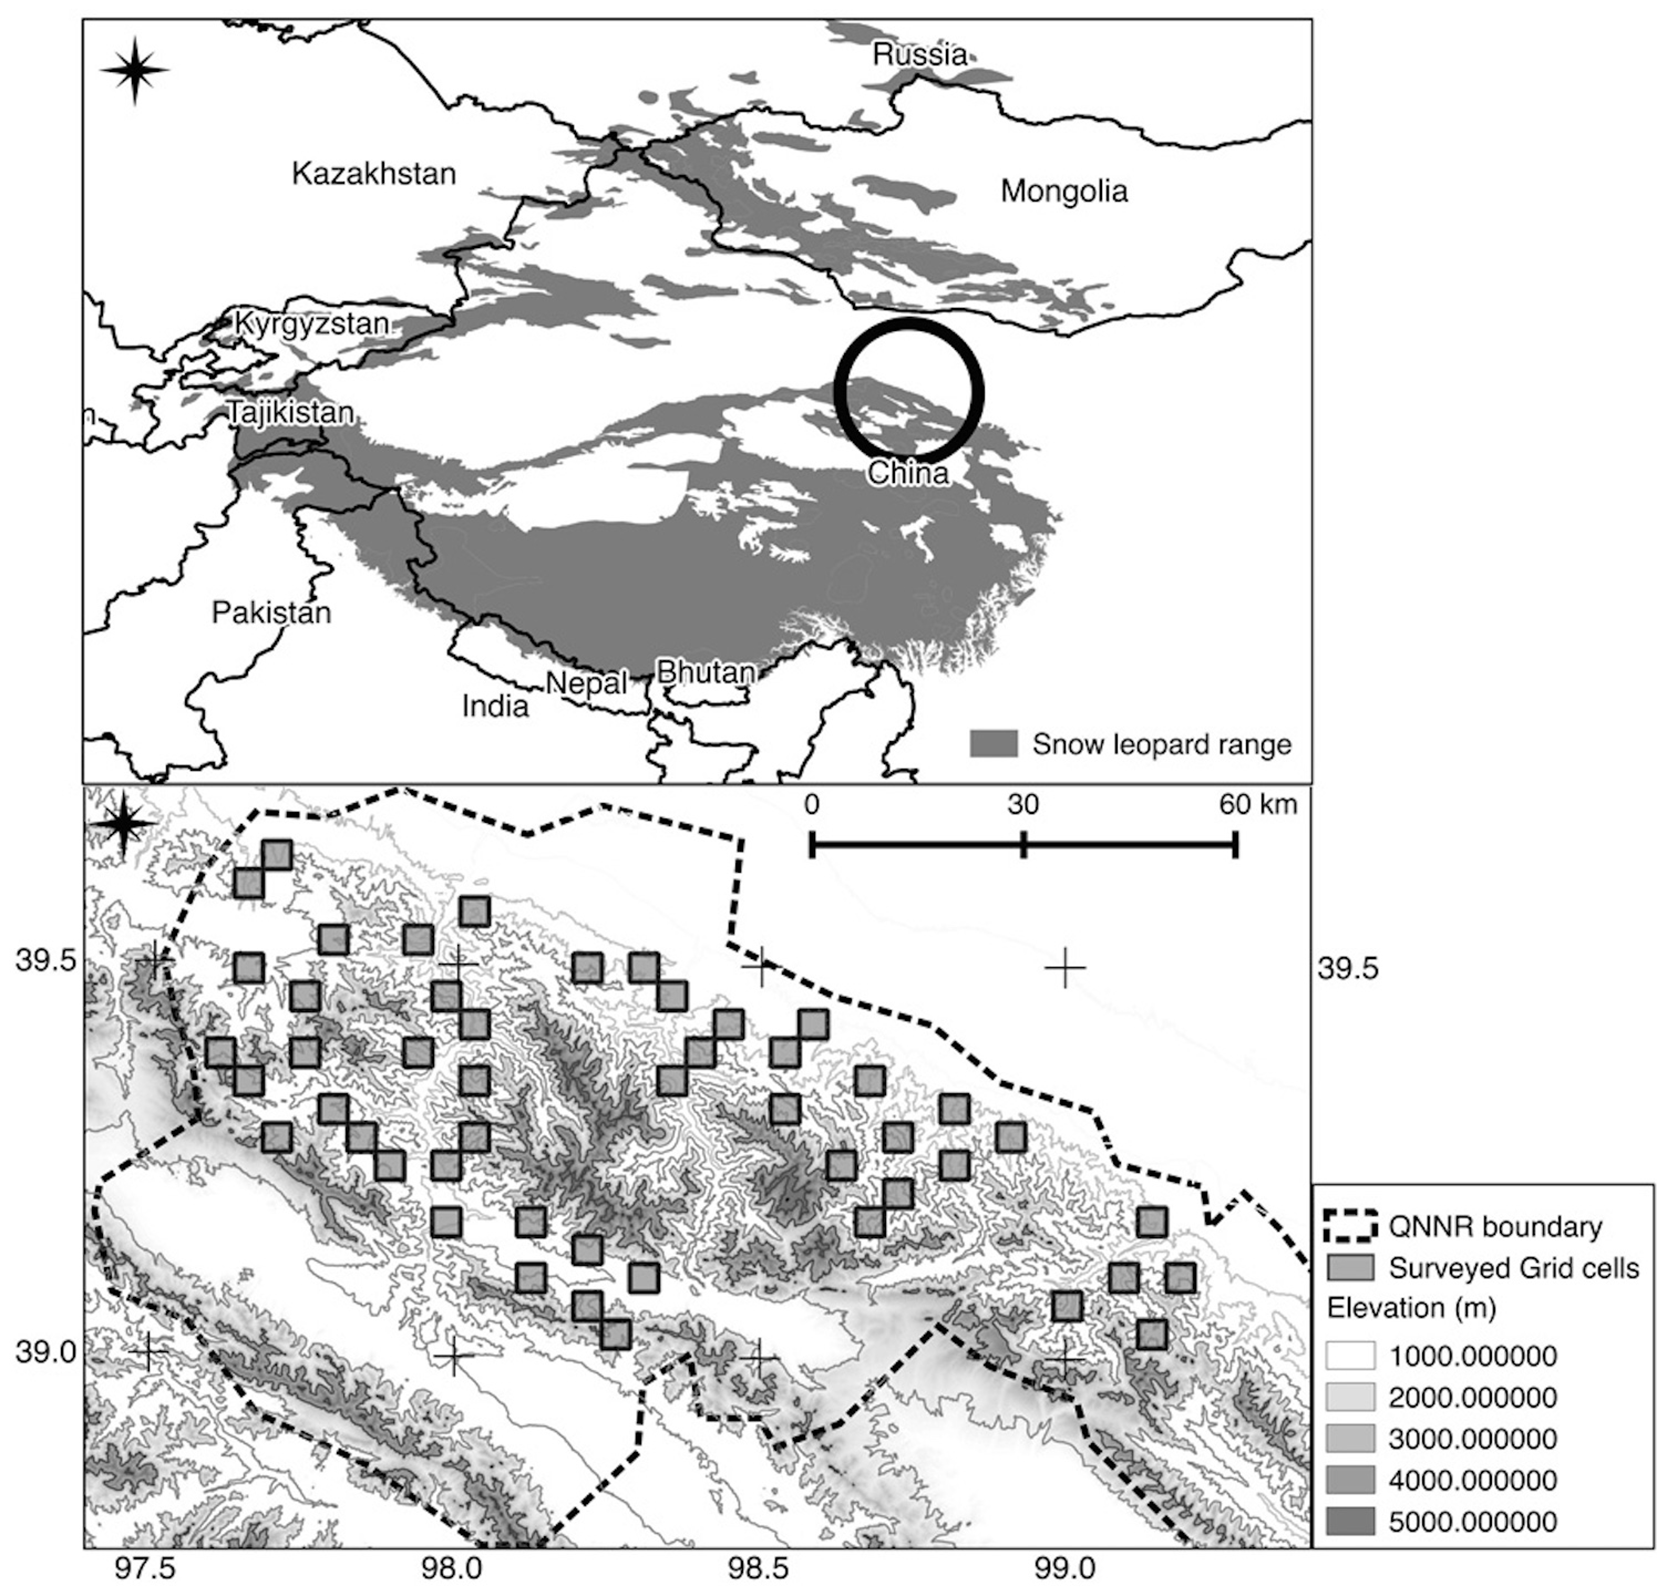 Russia
Kazakhstan
Mongolia
Kyrgyzstan
Tajikistan
n
China
Pakistan
Nepal
Bhutan
India
Snow leopard range
0 30 60 km
39.5
39.5
QNNR boundary
Surveyed Grid cells
Elevation (m)
39.0
1000.000000
2000.000000
3000.000000
4000.000000
5000.000000
97.5 98.0 98.5 99.0